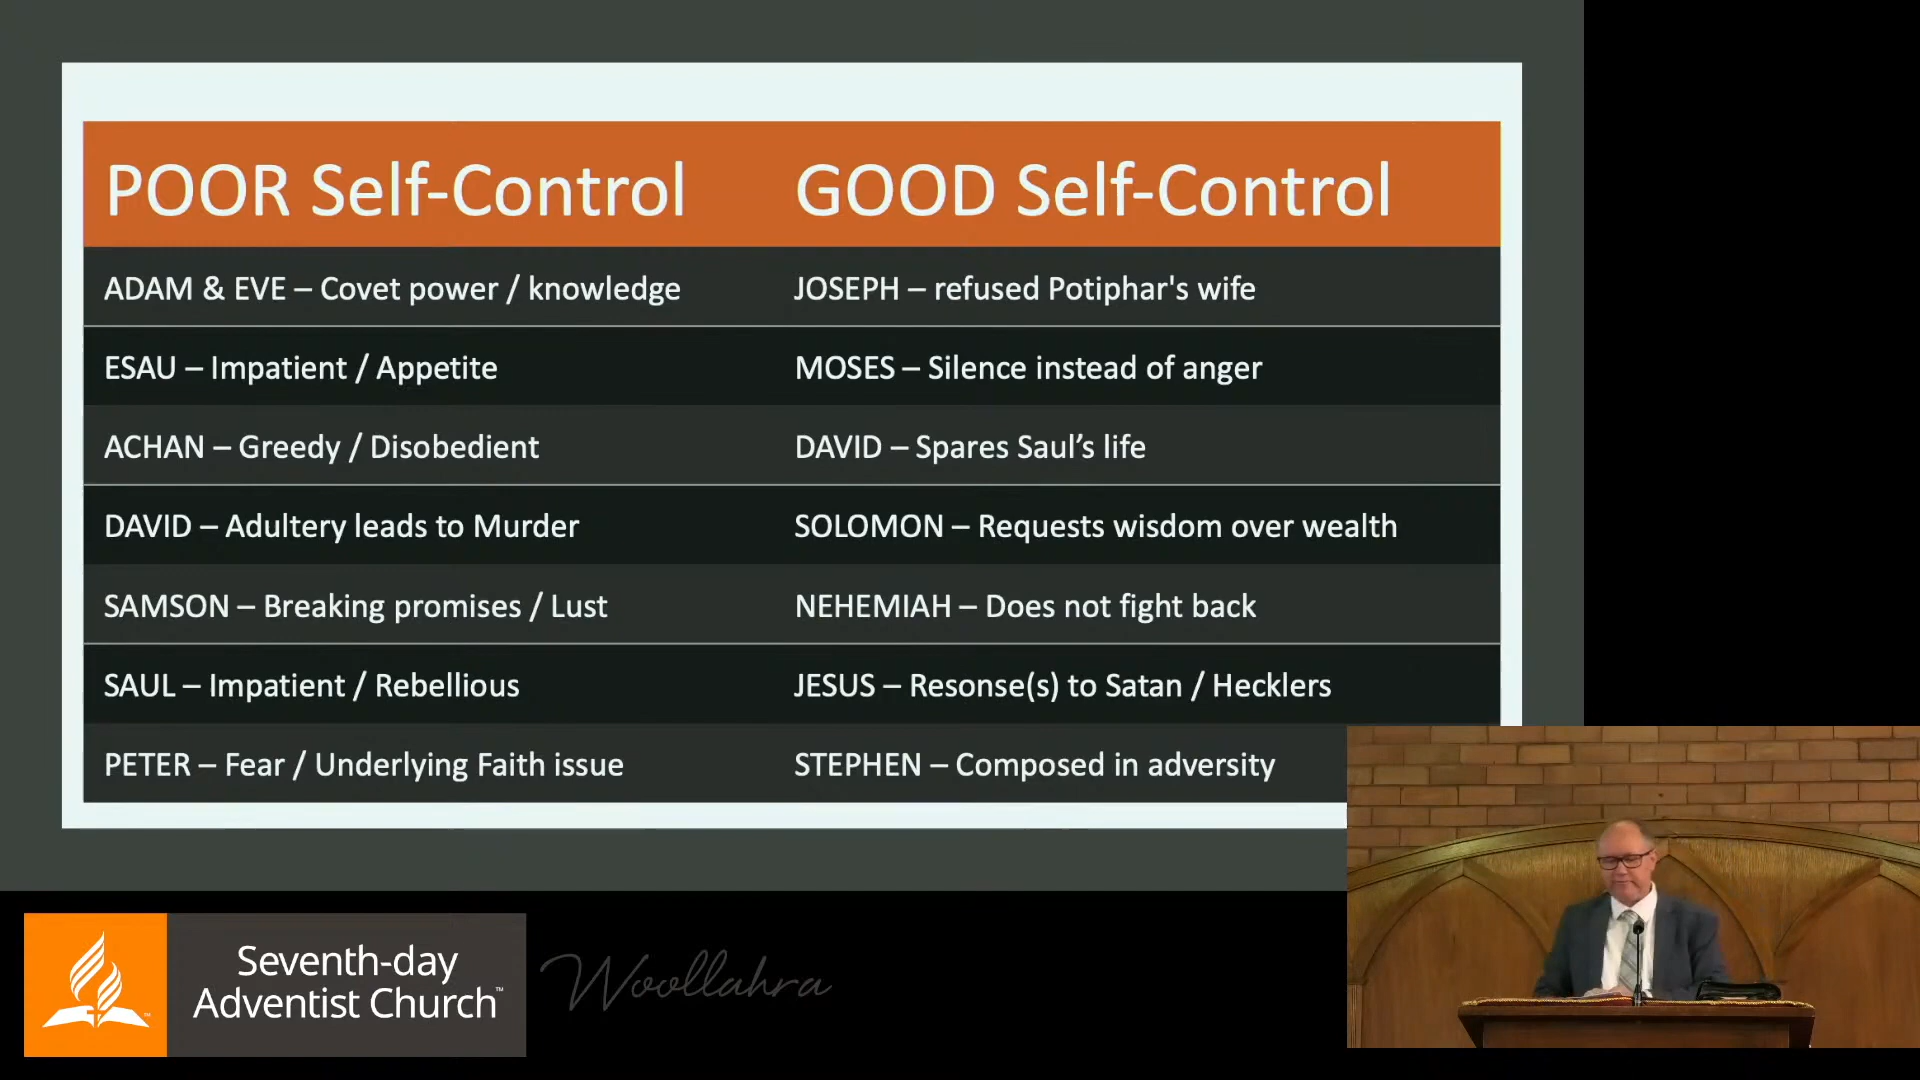 POOR Self-Control GOOD Self-Control
ADAM & EVE – Covet power / knowledge JOSEPH – refused Potiphar's wife
ESAU – Impatient / Appetite MOSES – Silence instead of anger
ACHAN – Greedy / Disobedient DAVID – Spares Saul’s life
DAVID – Adultery leads to Murder SOLOMON – Requests wisdom over wealth
SAMSON – Breaking promises / Lust NEHEMIAH – Does not fight back
SAUL – Impatient / Rebellious JESUS – Resonse(s) to Satan / Hecklers
PETER – Fear / Underlying Faith issue STEPHEN – Composed in adversity
Seventh-day
Adventist Church™
Woollahra